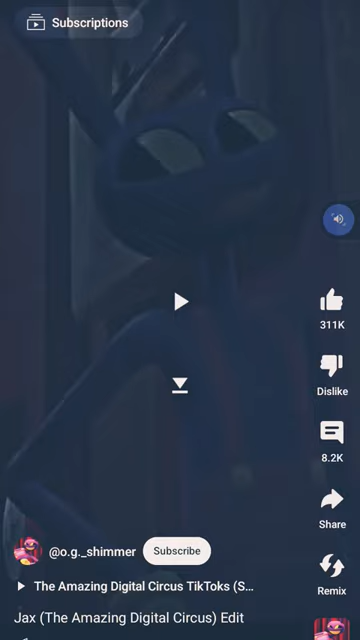 Subscriptions
311K
Dislike
8.2K
Share
@o.g._shimmer
Subscribe
Remix
The Amazing Digital Circus TikToks (S...
Jax (The Amazing Digital Circus) Edit